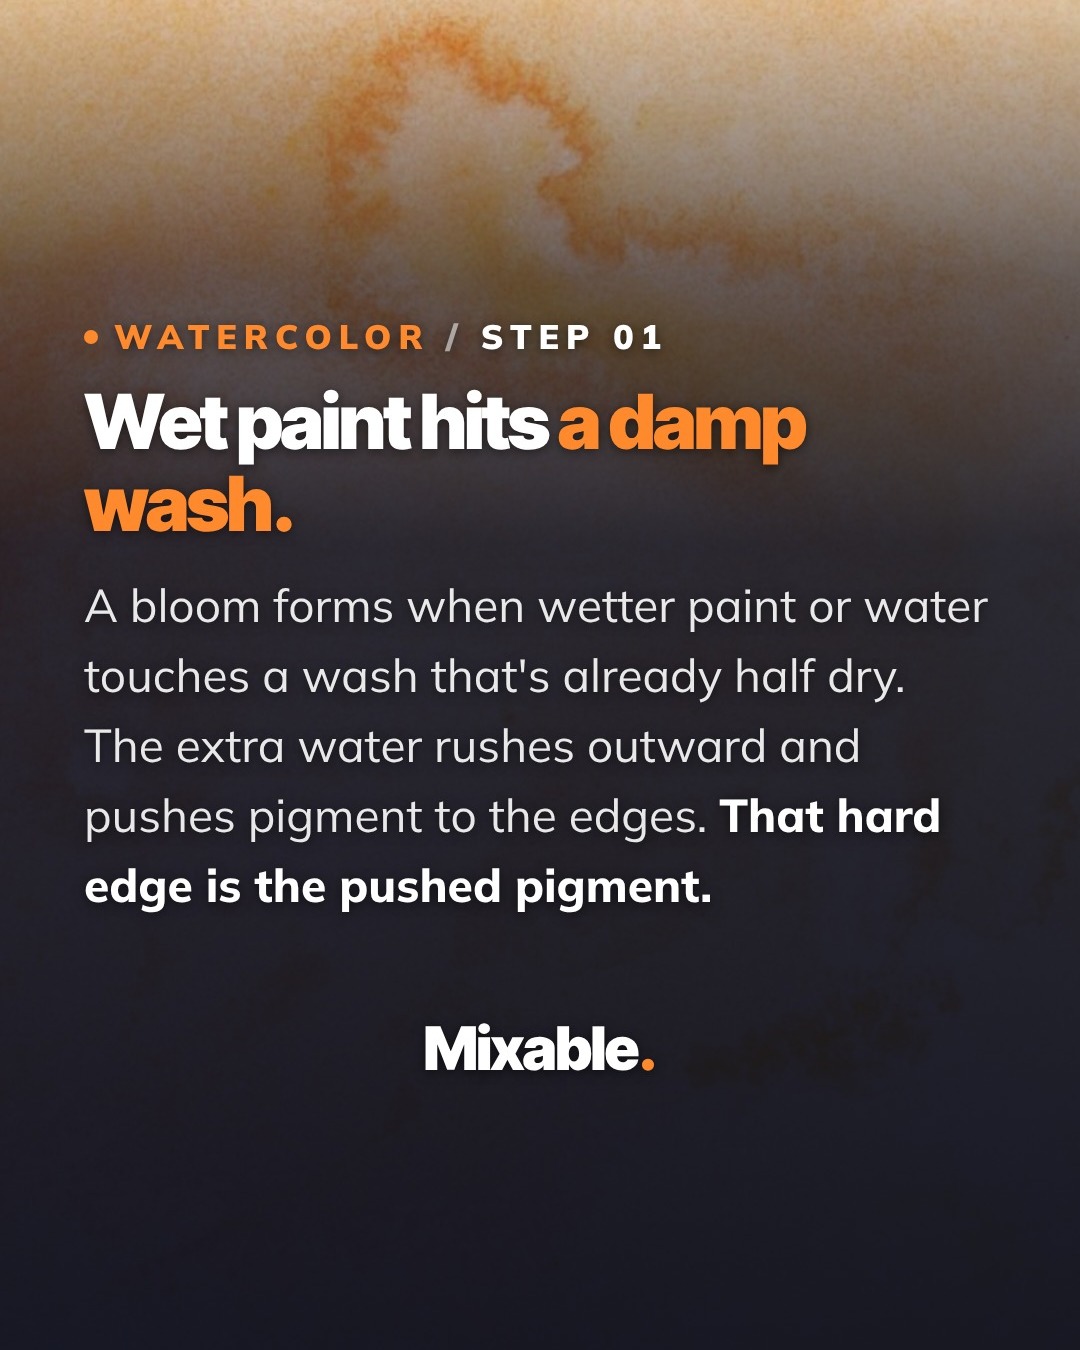 • WATERCOLOR / STEP 01
Wet paint hits a damp
wash.
A bloom forms when wetter paint or water
touches a wash that's already half dry.
The extra water rushes outward and
pushes pigment to the edges. That hard
edge is the pushed pigment.
Mixable.